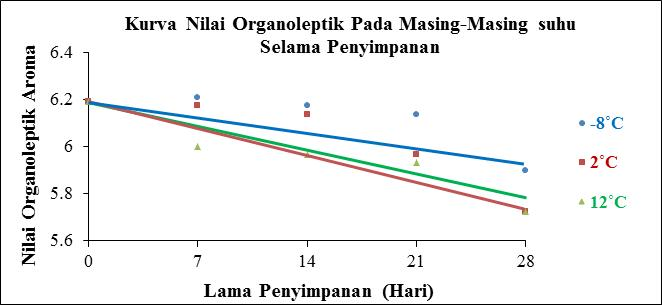 Kurva Nilai Organoleptik Pada Masing-Masing suhu
Selama Penyimpanan
Nilai Organoleptik Aroma
6.4
6.2
6
5.8
5.6
0 7 14 21 28
Lama Penyimpanan (Hari)
-8˚C
2˚C
12˚C